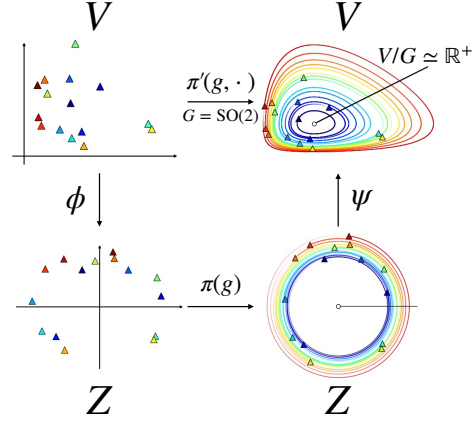 V
V
π′(g, · )
G = SO(2)
V/G ≃ ℝ⁺
ϕ
ψ
π(g)
Z
Z